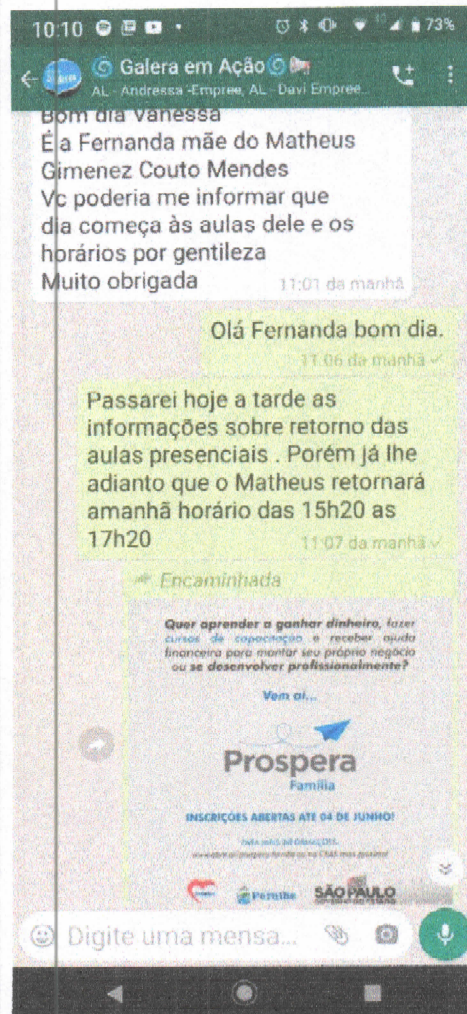 10:10 73%
Galera em Ação
AL - Andressa -Empree, AL - Davi Empree...
Bom dia Vanessa
É a Fernanda mãe do Matheus
Gimenez Couto Mendes
Vc poderia me informar que
dia começa às aulas dele e os
horários por gentileza
Muito obrigada
11:01 da manhã
Olá Fernanda bom dia.
11:06 da manhã
Passarei hoje a tarde as
informações sobre retorno das
aulas presenciais . Porém já lhe
adianto que o Matheus retornará
amanhã horário das 15h20 as
17h20
11:07 da manhã
Encaminhada
Quer aprender a ganhar dinheiro, fazer
cursos de capacitação e receber ajuda
financeira para montar seu próprio negócio
ou se desenvolver profissionalmente?
Vem aí...
Prospera
Família
INSCRIÇÕES ABERTAS ATE 04 DE JUNHO!
Peruíbe SÃO PAULO
Digite uma mensa...